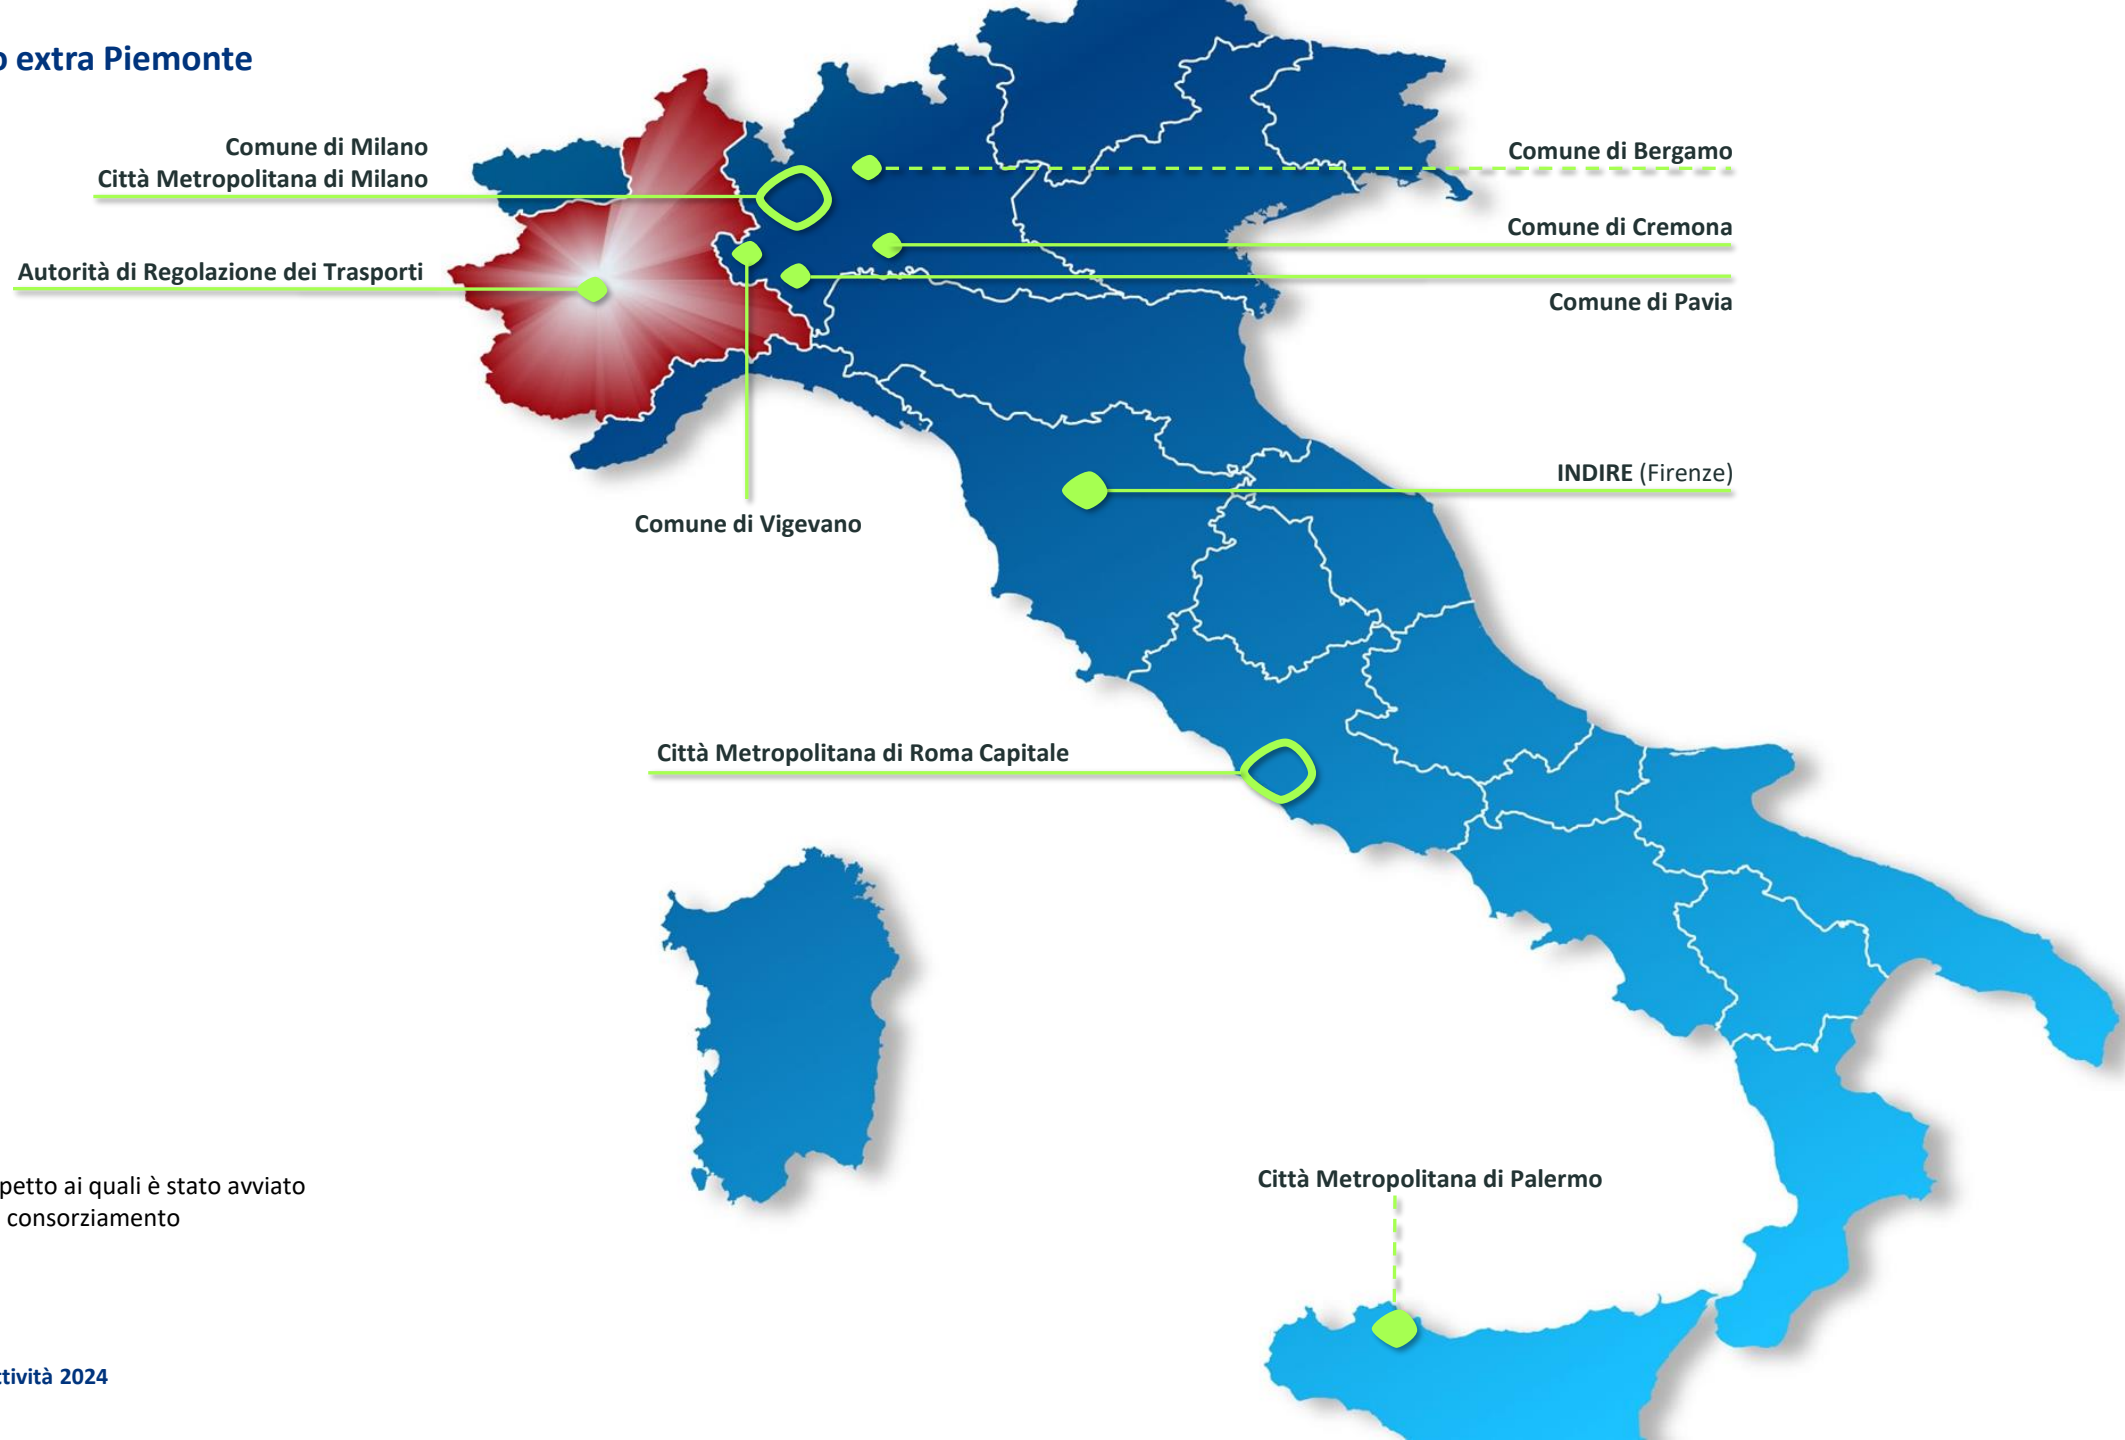 o extra Piemonte
Comune di Milano
Città Metropolitana di Milano
Autorità di Regolazione dei Trasporti
Comune di Bergamo
Comune di Cremona
Comune di Pavia
INDIRE (Firenze)
Comune di Vigevano
Città Metropolitana di Roma Capitale
Città Metropolitana di Palermo
petto ai quali è stato avviato
consorziamento
ttività 2024